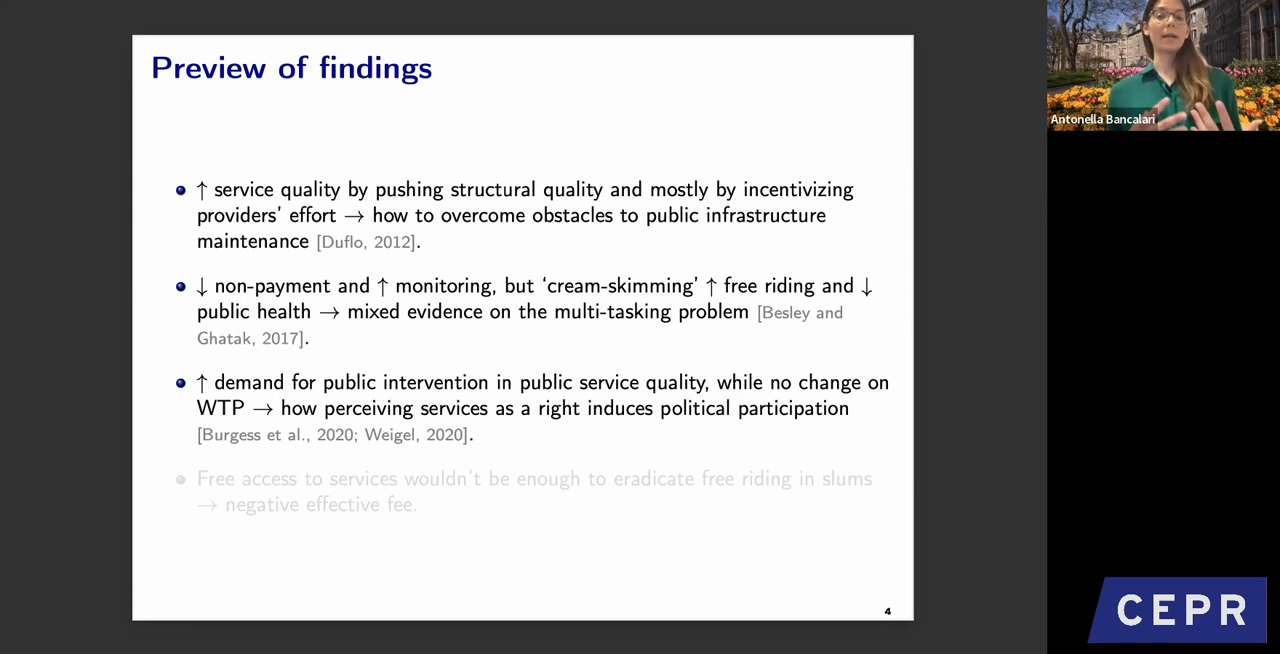 Preview of findings
Antonella Bancalari
↑ service quality by pushing structural quality and mostly by incentivizing
providers' effort → how to overcome obstacles to public infrastructure
maintenance [Duflo, 2012].
↓ non-payment and ↑ monitoring, but ‘cream-skimming’ ↑ free riding and ↓
public health → mixed evidence on the multi-tasking problem [Besley and
Ghatak, 2017].
↑ demand for public intervention in public service quality, while no change on
WTP → how perceiving services as a right induces political participation
[Burgess et al., 2020; Weigel, 2020].
Free access to services wouldn't be enough to eradicate free riding in slums
→ negative effective fee.
4
CEPR